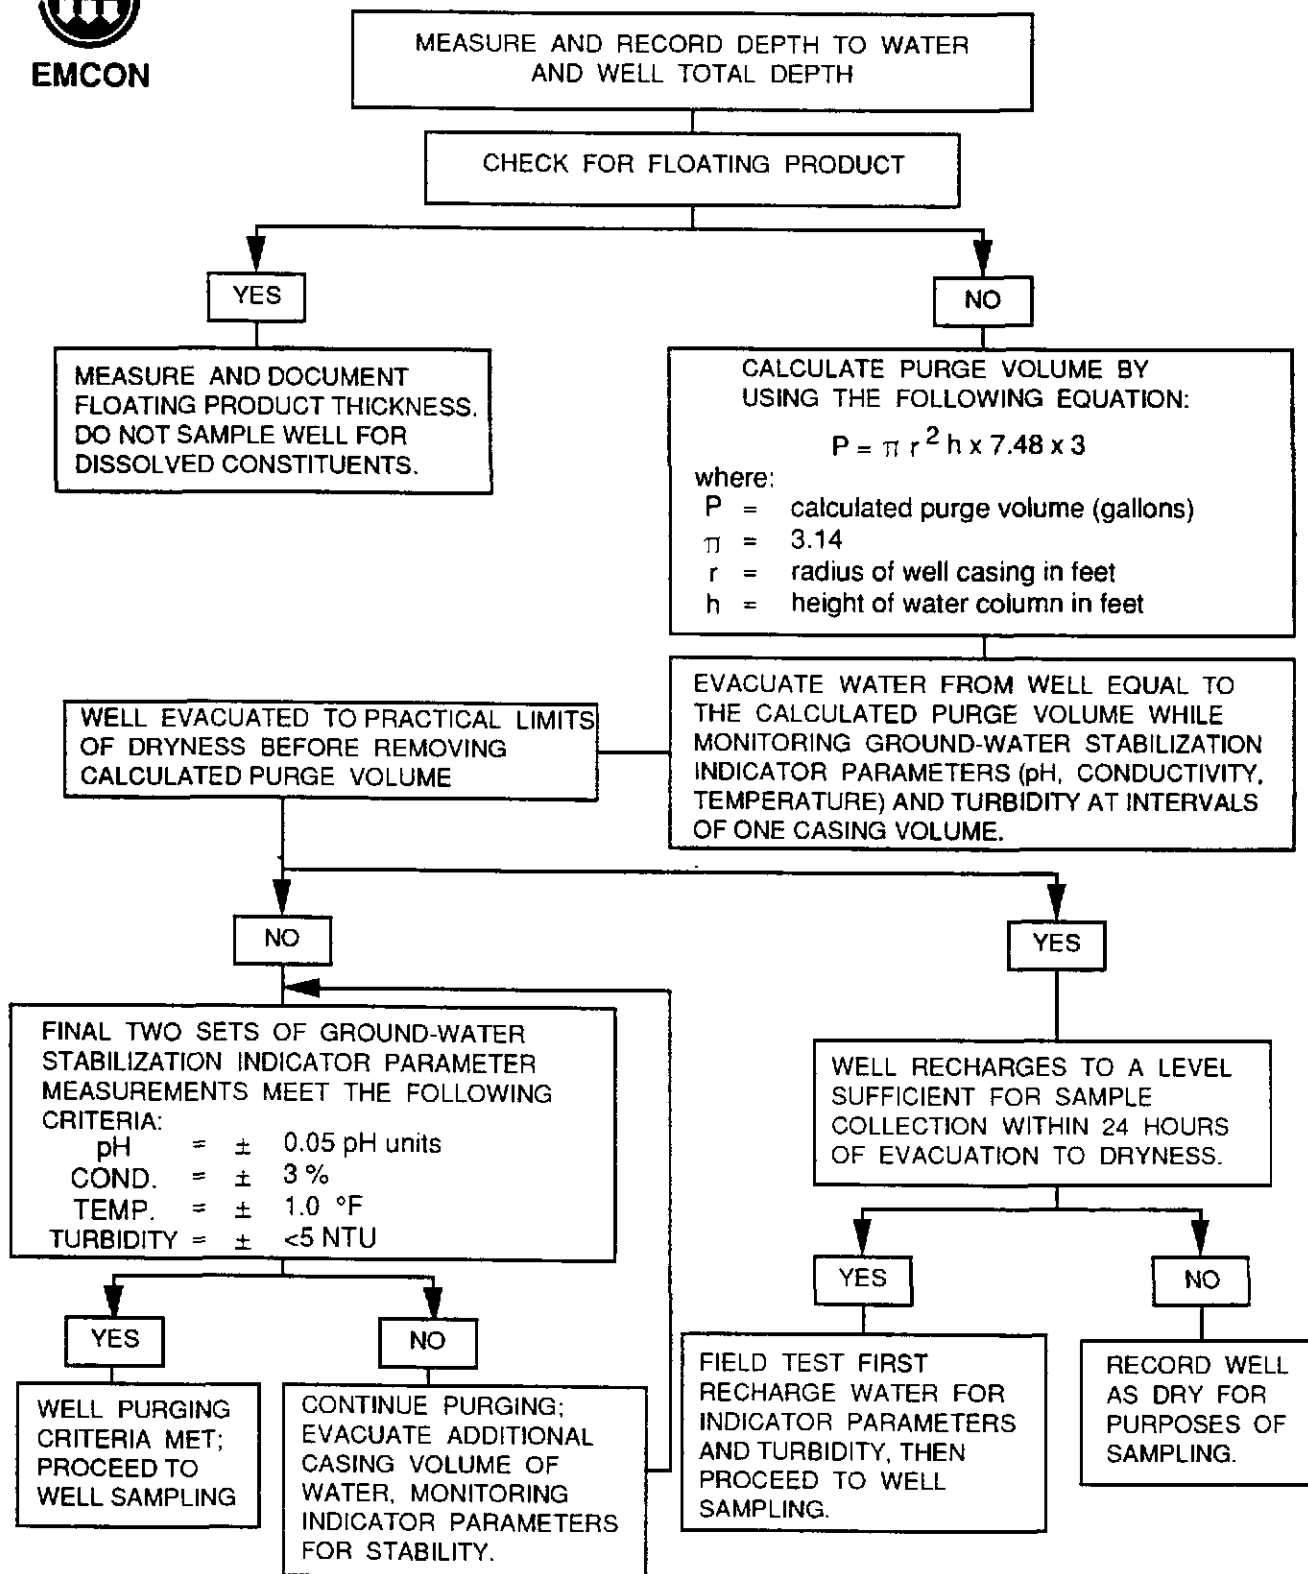 EMCON
MEASURE AND RECORD DEPTH TO WATER
AND WELL TOTAL DEPTH
CHECK FOR FLOATING PRODUCT
YES
NO
MEASURE AND DOCUMENT
FLOATING PRODUCT THICKNESS.
DO NOT SAMPLE WELL FOR
DISSOLVED CONSTITUENTS.
CALCULATE PURGE VOLUME BY
USING THE FOLLOWING EQUATION:
P = π r ² h x 7.48 x 3
where:
P = calculated purge volume (gallons)
π = 3.14
r = radius of well casing in feet
h = height of water column in feet
EVACUATE WATER FROM WELL EQUAL TO
THE CALCULATED PURGE VOLUME WHILE
MONITORING GROUND-WATER STABILIZATION
INDICATOR PARAMETERS (pH, CONDUCTIVITY,
TEMPERATURE) AND TURBIDITY AT INTERVALS
OF ONE CASING VOLUME.
WELL EVACUATED TO PRACTICAL LIMITS
OF DRYNESS BEFORE REMOVING
CALCULATED PURGE VOLUME
NO
YES
FINAL TWO SETS OF GROUND-WATER
STABILIZATION INDICATOR PARAMETER
MEASUREMENTS MEET THE FOLLOWING
CRITERIA:
pH = ± 0.05 pH units
COND. = ± 3 %
TEMP. = ± 1.0 °F
TURBIDITY = ± <5 NTU
WELL RECHARGES TO A LEVEL
SUFFICIENT FOR SAMPLE
COLLECTION WITHIN 24 HOURS
OF EVACUATION TO DRYNESS.
YES
NO
YES
NO
WELL PURGING
CRITERIA MET;
PROCEED TO
WELL SAMPLING
CONTINUE PURGING;
EVACUATE ADDITIONAL
CASING VOLUME OF
WATER, MONITORING
INDICATOR PARAMETERS
FOR STABILITY.
FIELD TEST FIRST
RECHARGE WATER FOR
INDICATOR PARAMETERS
AND TURBIDITY, THEN
PROCEED TO WELL
SAMPLING.
RECORD WELL
AS DRY FOR
PURPOSES OF
SAMPLING.